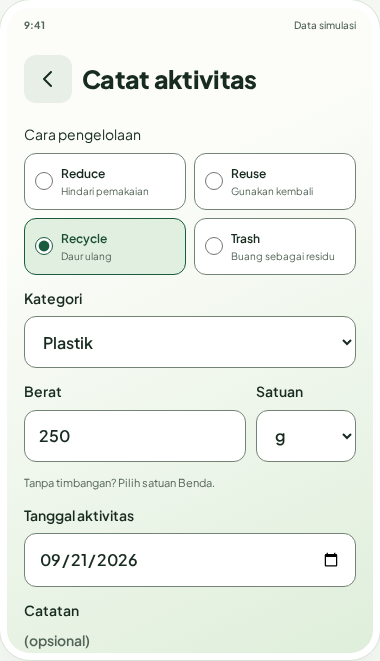 9:41 Data simulasi
Catat aktivitas
Cara pengelolaan
Reduce
Hindari pemakaian
Reuse
Gunakan kembali
Recycle
Daur ulang
Trash
Buang sebagai residu
Kategori
Plastik
Berat
Satuan
250
g
Tanpa timbangan? Pilih satuan Benda.
Tanggal aktivitas
09/21/2026
Catatan
(opsional)